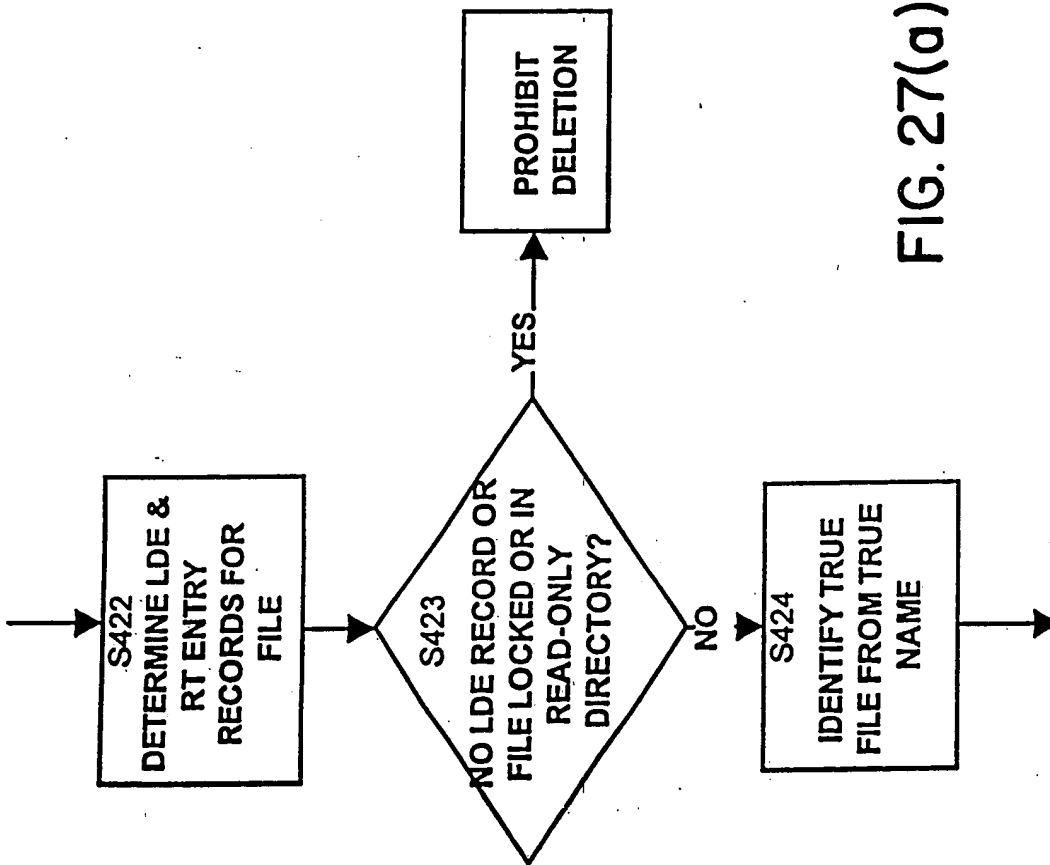 S422
DETERMINE LDE &
RT ENTRY
RECORDS FOR
FILE
S423
NO LDE RECORD OR
FILE LOCKED OR IN
READ-ONLY
DIRECTORY?
YES
PROHIBIT
DELETION
NO
S424
IDENTIFY TRUE
FILE FROM TRUE
NAME
FIG. 27(a)